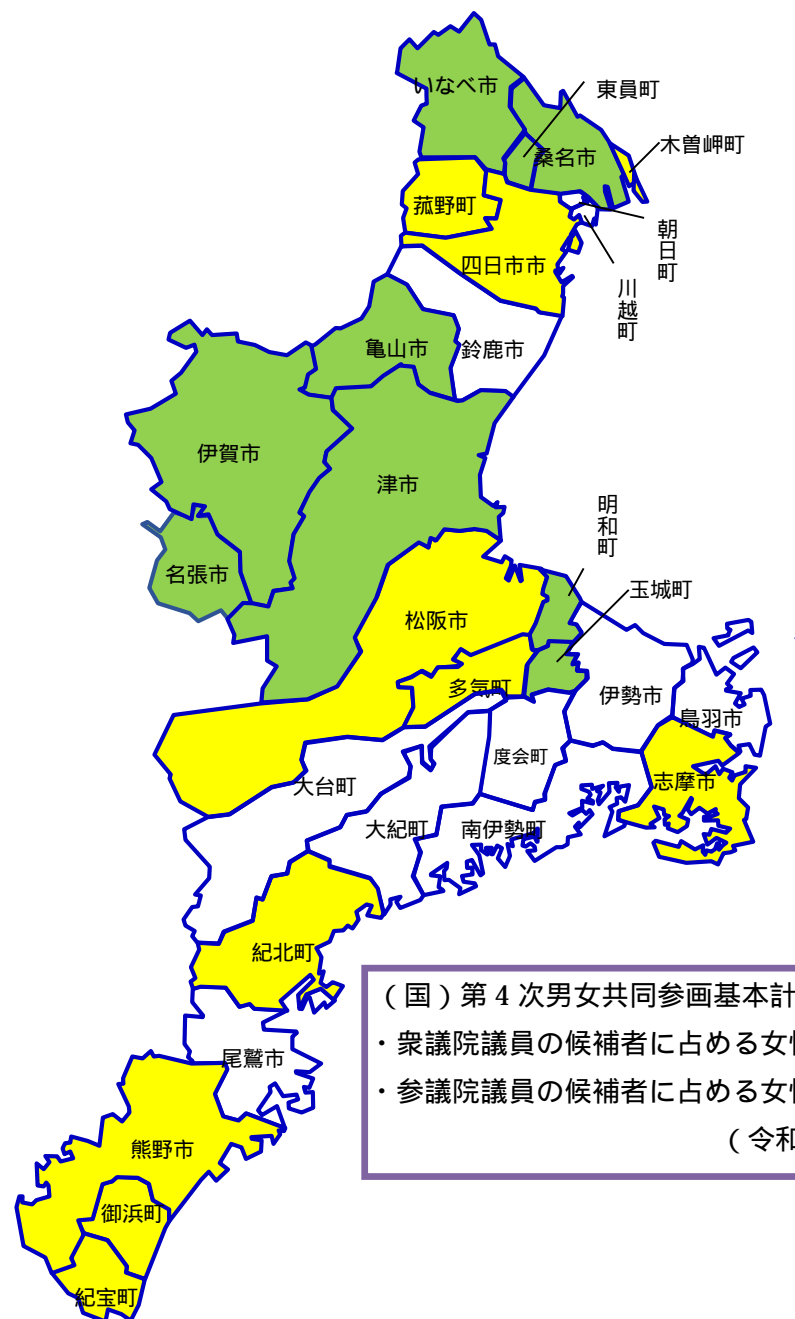 いなべ市
東員町
桑名市
木曽岬町
菰野町
朝日町
四日市市
川越町
亀山市
鈴鹿市
伊賀市
津市
明和町
名張市
玉城町
松阪市
多気町
伊勢市
鳥羽市
度会町
志摩市
大台町
大紀町
南伊勢町
紀北町
尾鷲市
熊野市
御浜町
紀宝町
（国）第４次男女共同参画基本計
・衆議院議員の候補者に占める女性
・参議院議員の候補者に占める女性
（令和